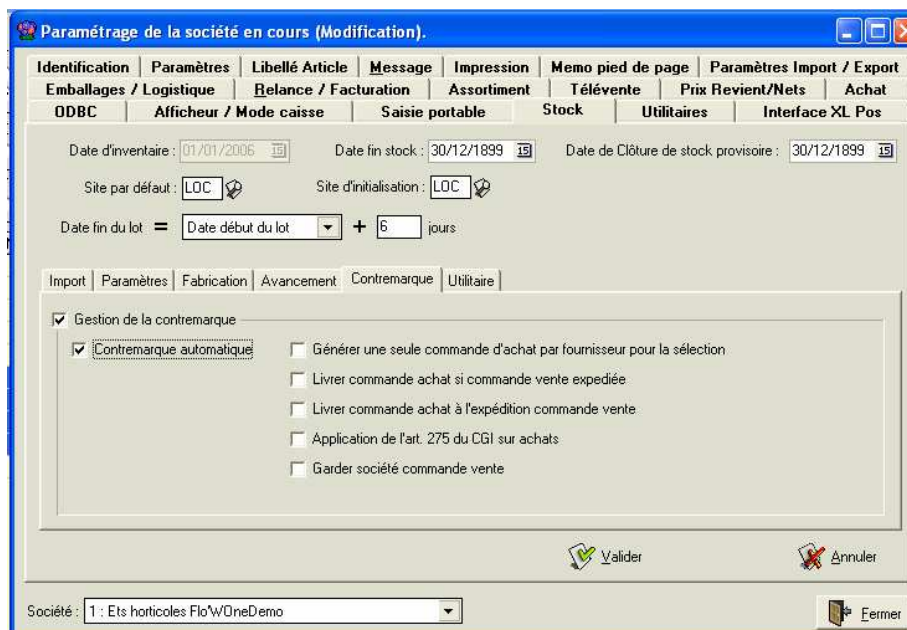 Paramétrage de la société en cours (Modification).
Identification Paramètres Libellé Article Message Impression Memo pied de page Paramètres Import / Export
Emballages / Logistique Relance / Facturation Assortiment Télévente Prix Revient/Nets Achat
ODBC Afficheur / Mode caisse Saisie portable Stock Utilitaires Interface XL Pos
Date d'inventaire : 01/01/2006 15 Date fin stock : 30/12/1899 15 Date de Clôture de stock provisoire : 30/12/1899 15
Site par défaut : LOC Site d'initialisation : LOC
Date fin du lot = Date début du lot + 6 jours
Import Paramètres Fabrication Avancement Contremarque Utilitaire
Gestion de la contremarque
Contremarque automatique Générer une seule commande d'achat par fournisseur pour la sélection
Livrer commande achat si commande vente expediée
Livrer commande achat à l'expédition commande vente
Application de l'art. 275 du CGI sur achats
Garder société commande vente
Valider Annuler
Société : 1 : Ets horticoles Flo'WOneDemo Fermer